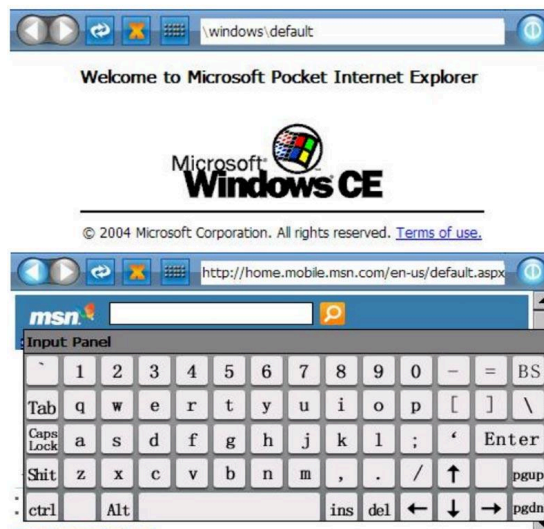 \windows\default
Welcome to Microsoft Pocket Internet Explorer
Microsoft®
Windows CE
© 2004 Microsoft Corporation. All rights reserved. Terms of use.
http://home.mobile.msn.com/en-us/default.aspx
msn
Input Panel
` 1 2 3 4 5 6 7 8 9 0 - = BS
Tab q w e r t y u i o p [ ] \
Caps Lock a s d f g h j k l ; ‘ Enter
Shit z x c v b n m , . / ↑ pgup
ctrl Alt ins del ← ↓ → pgdn